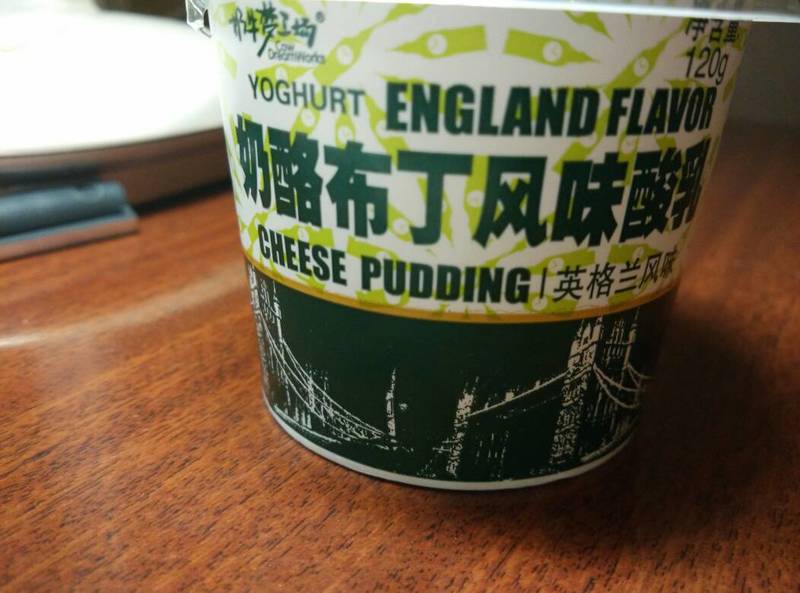 奶牛梦工场®
Cow
DreamWorks
净含量
120g
YOGHURT ENGLAND FLAVOR
奶酪布丁风味酸乳
CHEESE PUDDING | 英格兰风味